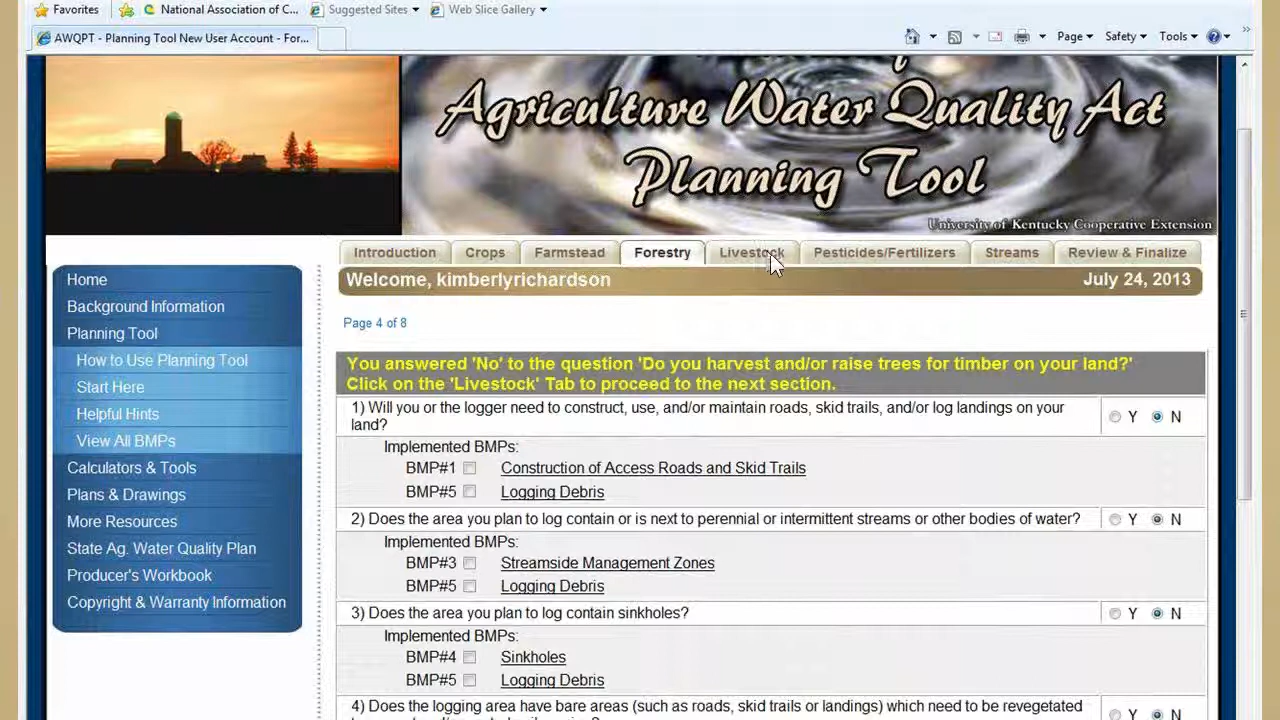 Favorites
National Association of C...
Suggested Sites
Web Slice Gallery
AWQPT - Planning Tool New User Account - For...
Page
Safety
Tools
Agriculture Water Quality Act
Planning Tool
University of Kentucky Cooperative Extension
Introduction
Crops
Farmstead
Forestry
Livestock
Pesticides/Fertilizers
Streams
Review & Finalize
Welcome, kimberlyrichardson
July 24, 2013
Home
Background Information
Planning Tool
How to Use Planning Tool
Start Here
Helpful Hints
View All BMPs
Calculators & Tools
Plans & Drawings
More Resources
State Ag. Water Quality Plan
Producer's Workbook
Copyright & Warranty Information
Page 4 of 8
You answered 'No' to the question 'Do you harvest and/or raise trees for timber on your land?'
Click on the 'Livestock' Tab to proceed to the next section.
1) Will you or the logger need to construct, use, and/or maintain roads, skid trails, and/or log landings on your
land?
Y N
Implemented BMPs:
BMP#1 Construction of Access Roads and Skid Trails
BMP#5 Logging Debris
2) Does the area you plan to log contain or is next to perennial or intermittent streams or other bodies of water?
Y N
Implemented BMPs:
BMP#3 Streamside Management Zones
BMP#5 Logging Debris
3) Does the area you plan to log contain sinkholes?
Y N
Implemented BMPs:
BMP#4 Sinkholes
BMP#5 Logging Debris
4) Does the logging area have bare areas (such as roads, skid trails or landings) which need to be revegetated
Y N